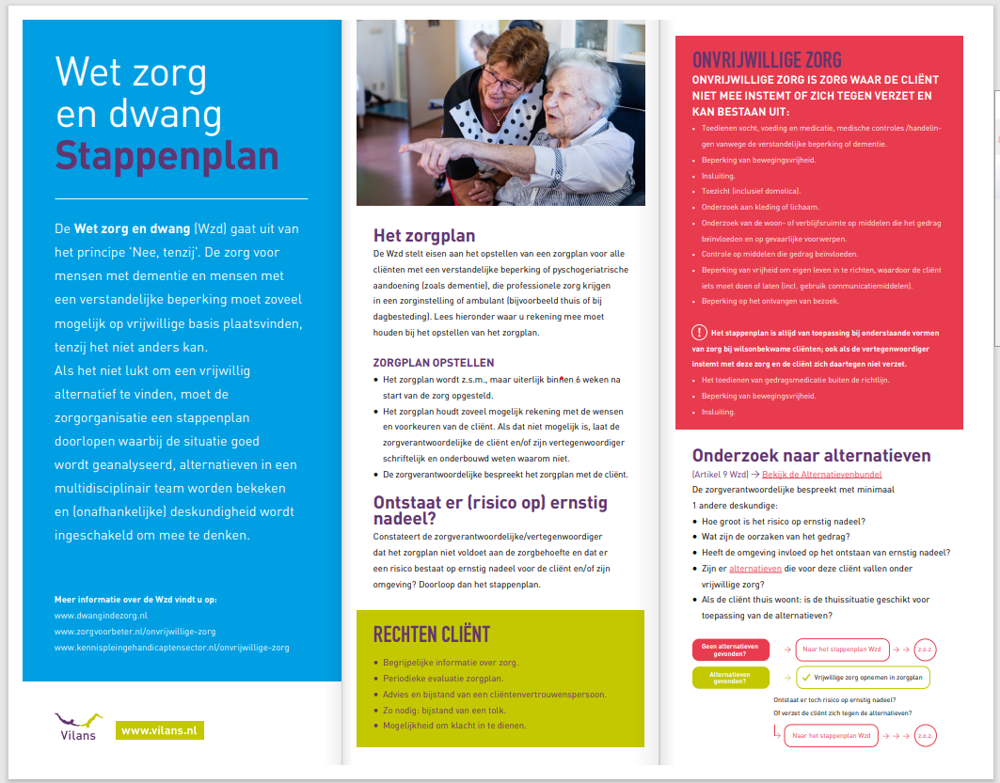 Wet zorg
en dwang
Stappenplan
De Wet zorg en dwang (Wzd) gaat uit van
het principe 'Nee, tenzij'. De zorg voor
mensen met dementie en mensen met
een verstandelijke beperking moet zoveel
mogelijk op vrijwillige basis plaatsvinden,
tenzij het niet anders kan.
Als het niet lukt om een vrijwillig
alternatief te vinden, moet de
zorgorganisatie een stappenplan
doorlopen waarbij de situatie goed
wordt geanalyseerd, alternatieven in een
multidisciplinair team worden bekeken
en (onafhankelijke) deskundigheid wordt
ingeschakeld om mee te denken.
Meer informatie over de Wzd vindt u op:
www.dwangindezorg.nl
www.zorgvoorbeter.nl/onvrijwillige-zorg
www.kennispleingehandicaptensector.nl/onvrijwillige-zorg
Vilans
www.vilans.nl
Het zorgplan
De Wzd stelt eisen aan het opstellen van een zorgplan voor alle
cliënten met een verstandelijke beperking of pyschogeriatrische
aandoening (zoals dementie), die professionele zorg krijgen
in een zorginstelling of ambulant (bijvoorbeeld thuis of bij
dagbesteding). Lees hieronder waar u rekening mee moet
houden bij het opstellen van het zorgplan.
ZORGPLAN OPSTELLEN
• Het zorgplan wordt z.s.m., maar uiterlijk binnen 6 weken na
start van de zorg opgesteld.
• Het zorgplan houdt zoveel mogelijk rekening met de wensen
en voorkeuren van de cliënt. Als dat niet mogelijk is, laat de
zorgverantwoordelijke de cliënt en/of zijn vertegenwoordiger
schriftelijk en onderbouwd weten waarom niet.
• De zorgverantwoordelijke bespreekt het zorgplan met de cliënt.
Ontstaat er (risico op) ernstig
nadeel?
Constateert de zorgverantwoordelijke/vertegenwoordiger
dat het zorgplan niet voldoet aan de zorgbehoefte en dat er
een risico bestaat op ernstig nadeel voor de cliënt en/of zijn
omgeving? Doorloop dan het stappenplan.
RECHTEN CLIËNT
• Begrijpelijke informatie over zorg.
• Periodieke evaluatie zorgplan.
• Advies en bijstand van een cliëntenvertrouwenspersoon.
• Zo nodig: bijstand van een tolk.
• Mogelijkheid om klacht in te dienen.
ONVRIJWILLIGE ZORG
ONVRIJWILLIGE ZORG IS ZORG WAAR DE CLIËNT
NIET MEE INSTEMT OF ZICH TEGEN VERZET EN
KAN BESTAAN UIT:
• Toedienen vocht, voeding en medicatie, medische controles /handelin-
gen vanwege de verstandelijke beperking of dementie.
• Beperking van bewegingsvrijheid.
• Insluiting.
• Toezicht (inclusief domotica).
• Onderzoek aan kleding of lichaam.
• Onderzoek van de woon- of verblijfsruimte op middelen die het gedrag
beïnvloeden en op gevaarlijke voorwerpen.
• Controle op middelen die gedrag beïnvloeden.
• Beperking van vrijheid om eigen leven in te richten, waardoor de cliënt
iets moet doen of laten (incl. gebruik communicatiemiddelen).
• Beperking op het ontvangen van bezoek.
! Het stappenplan is altijd van toepassing bij onderstaande vormen
van zorg bij wilsonbekwame cliënten; ook als de vertegenwoordiger
instemt met deze zorg en de cliënt zich daartegen niet verzet.
• Het toedienen van gedragsmedicatie buiten de richtlijn.
• Beperking van bewegingsvrijheid.
• Insluiting.
Onderzoek naar alternatieven
(Artikel 9 Wzd) → Bekijk de Alternatievenbundel
De zorgverantwoordelijke bespreekt met minimaal
1 andere deskundige:
• Hoe groot is het risico op ernstig nadeel?
• Wat zijn de oorzaken van het gedrag?
• Heeft de omgeving invloed op het ontstaan van ernstig nadeel?
• Zijn er alternatieven die voor deze cliënt vallen onder
vrijwillige zorg?
• Als de cliënt thuis woont: is de thuissituatie geschikt voor
toepassing van de alternatieven?
Geen alternatieven
gevonden?
→ Naar het stappenplan Wzd → → z.o.z.
Alternatieven
gevonden?
→ ✓ Vrijwillige zorg opnemen in zorgplan
Ontstaat er toch risico op ernstig nadeel?
Of verzet de cliënt zich tegen de alternatieven?
Naar het stappenplan Wzd → → → z.o.z.